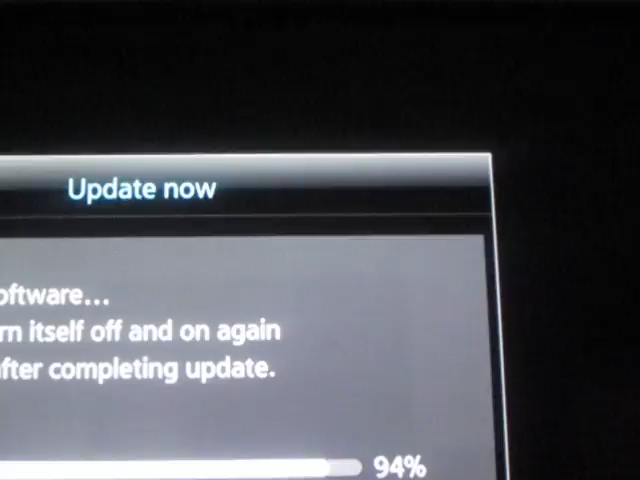 Update now
oftware...
rn itself off and on again
after completing update.
94%